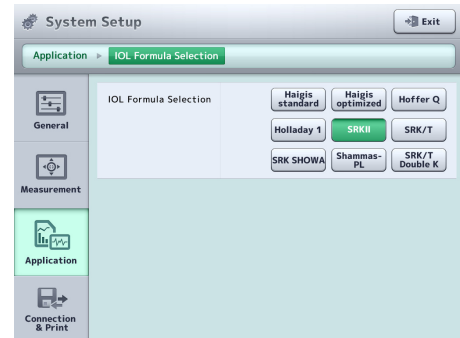 System Setup
Exit
Application
IOL Formula Selection
General
Measurement
Application
Connection
& Print
IOL Formula Selection
Haigis
standard
Haigis
optimized
Hoffer Q
Holladay 1
SRKII
SRK/T
SRK SHOWA
Shammas-
PL
SRK/T
Double K